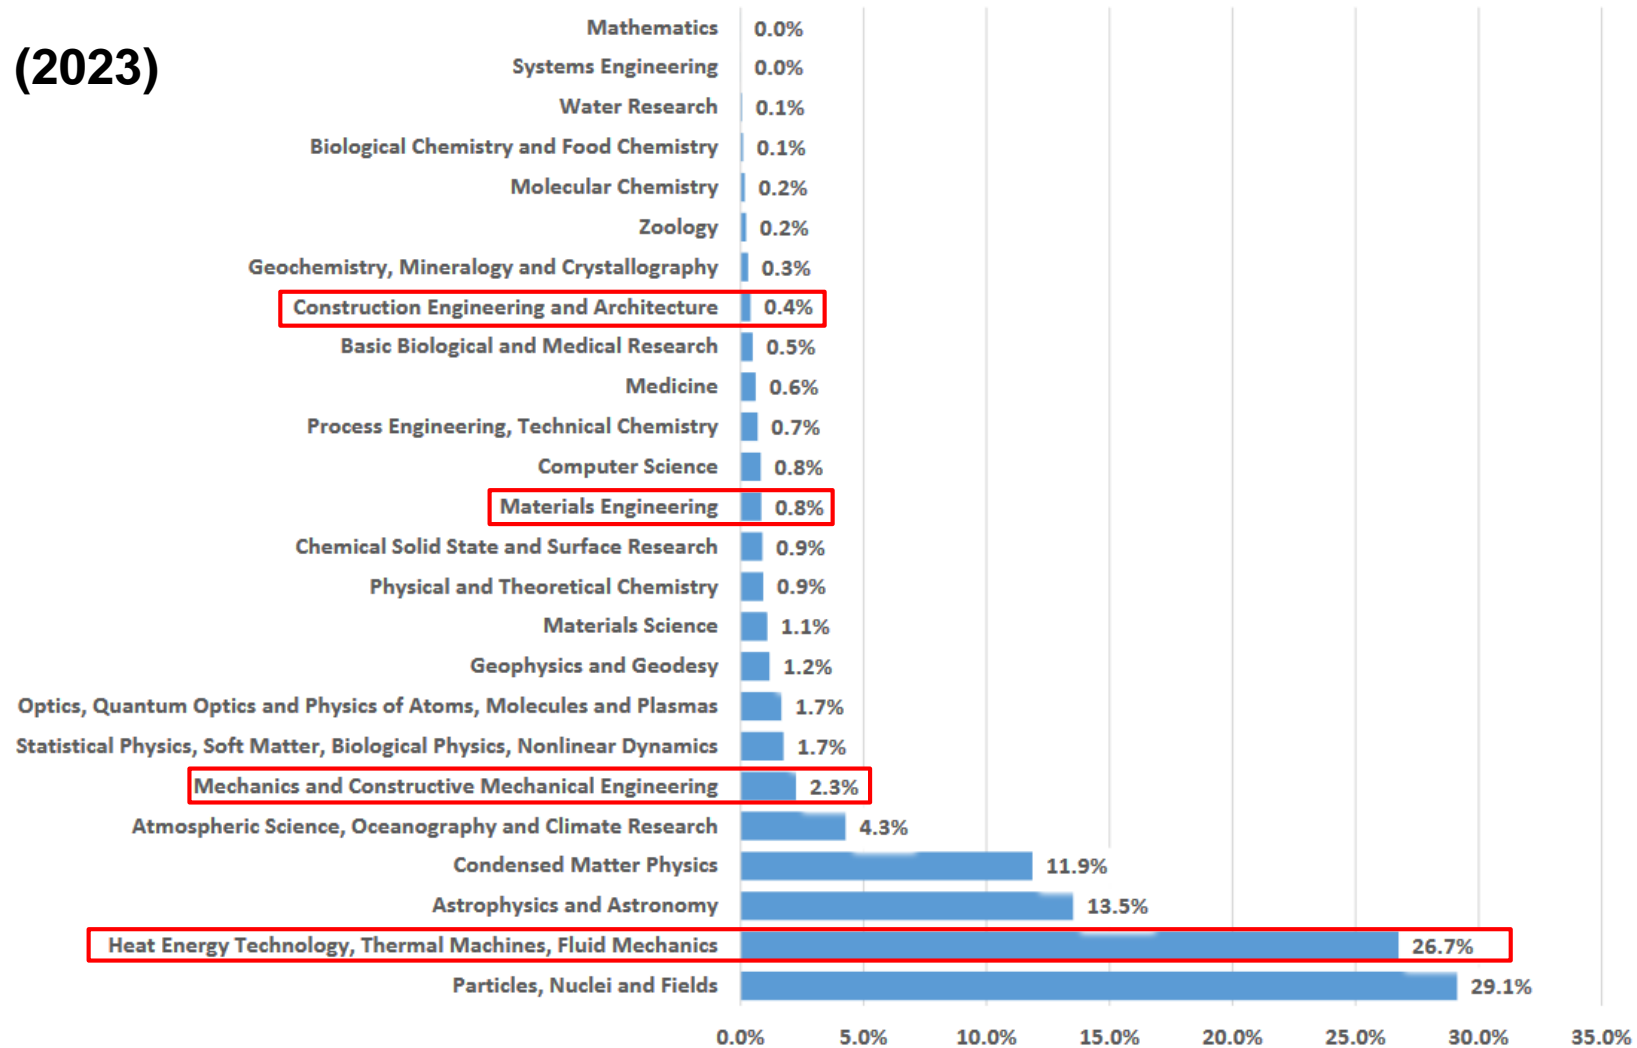 (2023)
Mathematics 0.0%
Systems Engineering 0.0%
Water Research 0.1%
Biological Chemistry and Food Chemistry 0.1%
Molecular Chemistry 0.2%
Zoology 0.2%
Geochemistry, Mineralogy and Crystallography 0.3%
Construction Engineering and Architecture 0.4%
Basic Biological and Medical Research 0.5%
Medicine 0.6%
Process Engineering, Technical Chemistry 0.7%
Computer Science 0.8%
Materials Engineering 0.8%
Chemical Solid State and Surface Research 0.9%
Physical and Theoretical Chemistry 0.9%
Materials Science 1.1%
Geophysics and Geodesy 1.2%
Optics, Quantum Optics and Physics of Atoms, Molecules and Plasmas 1.7%
Statistical Physics, Soft Matter, Biological Physics, Nonlinear Dynamics 1.7%
Mechanics and Constructive Mechanical Engineering 2.3%
Atmospheric Science, Oceanography and Climate Research 4.3%
Condensed Matter Physics 11.9%
Astrophysics and Astronomy 13.5%
Heat Energy Technology, Thermal Machines, Fluid Mechanics 26.7%
Particles, Nuclei and Fields 29.1%
0.0% 5.0% 10.0% 15.0% 20.0% 25.0% 30.0% 35.0%